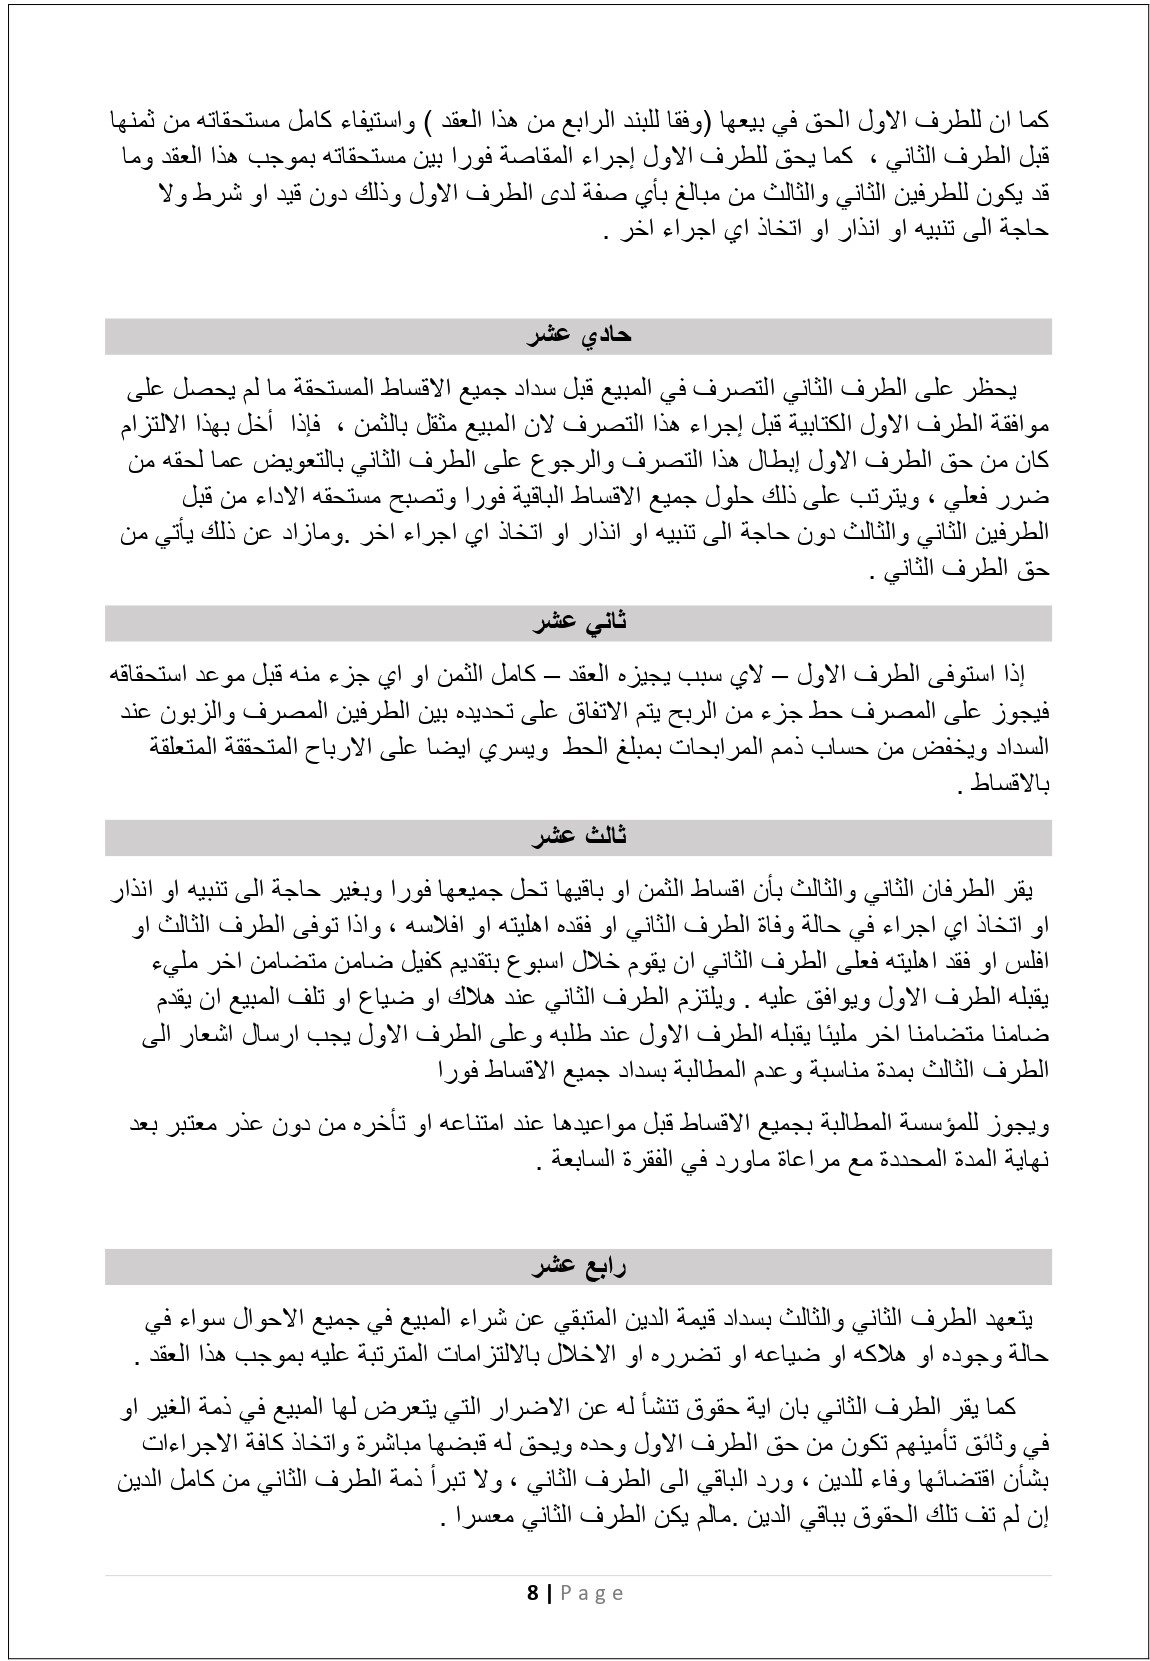 كما ان للطرف الاول الحق في بيعها (وفقا للبند الرابع من هذا العقد ) واستيفاء كامل مستحقاته من ثمنها
قبل الطرف الثاني ، كما يحق للطرف الاول إجراء المقاصة فورا بين مستحقاته بموجب هذا العقد وما
قد يكون للطرفين الثاني والثالث من مبالغ بأي صفة لدى الطرف الاول وذلك دون قيد او شرط ولا
حاجة الى تنبيه او انذار او اتخاذ اي اجراء اخر .
حادي عشر
يحظر على الطرف الثاني التصرف في المبيع قبل سداد جميع الاقساط المستحقة ما لم يحصل على
موافقة الطرف الاول الكتابية قبل إجراء هذا التصرف لان المبيع مثقل بالثمن ، فإذا أخل بهذا الالتزام
كان من حق الطرف الاول إبطال هذا التصرف والرجوع على الطرف الثاني بالتعويض عما لحقه من
ضرر فعلي ، ويترتب على ذلك حلول جميع الاقساط الباقية فورا وتصبح مستحقه الاداء من قبل
الطرفين الثاني والثالث دون حاجة الى تنبيه او انذار او اتخاذ اي اجراء اخر .ومازاد عن ذلك يأتي من
حق الطرف الثاني .
ثاني عشر
إذا استوفى الطرف الاول – لاي سبب يجيزه العقد – كامل الثمن او اي جزء منه قبل موعد استحقاقه
فيجوز على المصرف حط جزء من الربح يتم الاتفاق على تحديده بين الطرفين المصرف والزبون عند
السداد ويخفض من حساب ذمم المرابحات بمبلغ الحط ويسري ايضا على الارباح المتحققة المتعلقة
بالاقساط .
ثالث عشر
يقر الطرفان الثاني والثالث بأن اقساط الثمن او باقيها تحل جميعها فورا وبغير حاجة الى تنبيه او انذار
او اتخاذ اي اجراء في حالة وفاة الطرف الثاني او فقده اهليته او افلاسه ، واذا توفى الطرف الثالث او
افلس او فقد اهليته فعلى الطرف الثاني ان يقوم خلال اسبوع بتقديم كفيل ضامن متضامن اخر مليء
يقبله الطرف الاول ويوافق عليه . ويلتزم الطرف الثاني عند هلاك او ضياع او تلف المبيع ان يقدم
ضامنا متضامنا اخر مليئا يقبله الطرف الاول عند طلبه وعلى الطرف الاول يجب ارسال اشعار الى
الطرف الثالث بمدة مناسبة وعدم المطالبة بسداد جميع الاقساط فورا
ويجوز للمؤسسة المطالبة بجميع الاقساط قبل مواعيدها عند امتناعه او تأخره من دون عذر معتبر بعد
نهاية المدة المحددة مع مراعاة ماورد في الفقرة السابعة .
رابع عشر
يتعهد الطرف الثاني والثالث بسداد قيمة الدين المتبقي عن شراء المبيع في جميع الاحوال سواء في
حالة وجوده او هلاكه او ضياعه او تضرره او الاخلال بالالتزامات المترتبة عليه بموجب هذا العقد .
كما يقر الطرف الثاني بان اية حقوق تنشأ له عن الاضرار التي يتعرض لها المبيع في ذمة الغير او
في وثائق تأمينهم تكون من حق الطرف الاول وحده ويحق له قبضها مباشرة واتخاذ كافة الاجراءات
بشأن اقتضائها وفاء للدين ، ورد الباقي الى الطرف الثاني ، ولا تبرأ ذمة الطرف الثاني من كامل الدين
إن لم تف تلك الحقوق بباقي الدين .مالم يكن الطرف الثاني معسرا .
8 | Page